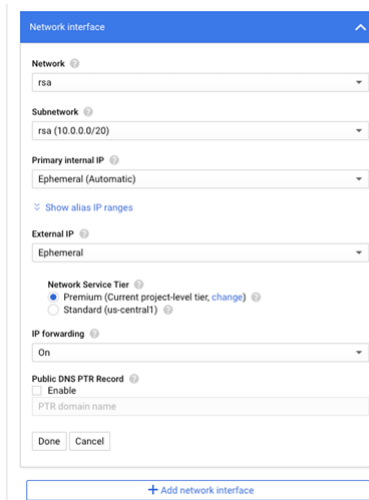 Network interface
Network
rsa
Subnetwork
rsa (10.0.0.0/20)
Primary internal IP
Ephemeral (Automatic)
Show alias IP ranges
External IP
Ephemeral
Network Service Tier
Premium (Current project-level tier, change)
Standard (us-central1)
IP forwarding
On
Public DNS PTR Record
Enable
PTR domain name
Done Cancel
+ Add network interface